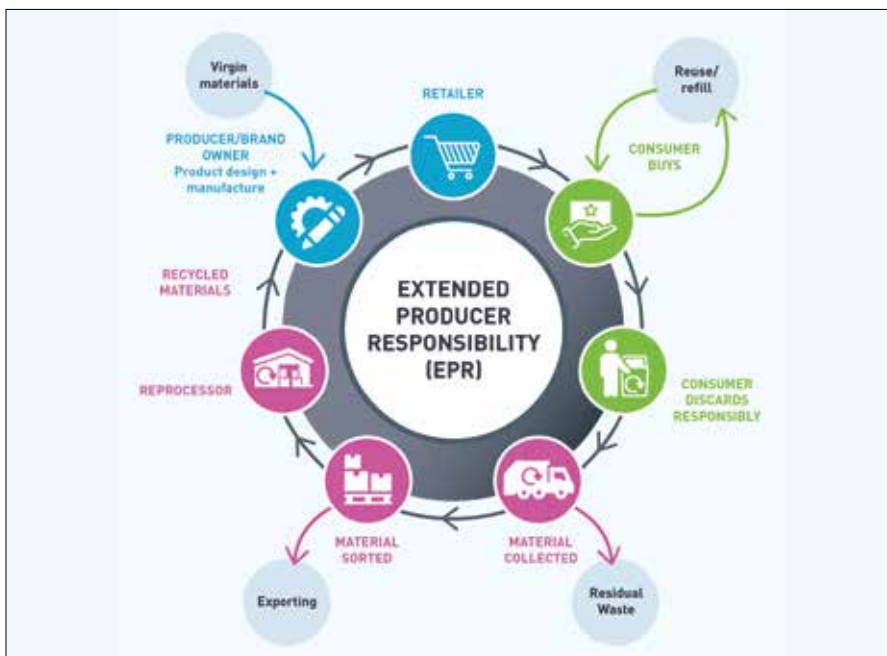 Virgin
materials
RETAILER
Reuse/
refill
PRODUCER/BRAND
OWNER
Product design +
manufacture
CONSUMER
BUYS
RECYCLED
MATERIALS
EXTENDED
PRODUCER
RESPONSIBILITY
(EPR)
REPROCESSOR
CONSUMER
DISCARDS
RESPONSIBLY
MATERIAL
SORTED
MATERIAL
COLLECTED
Exporting
Residual
Waste